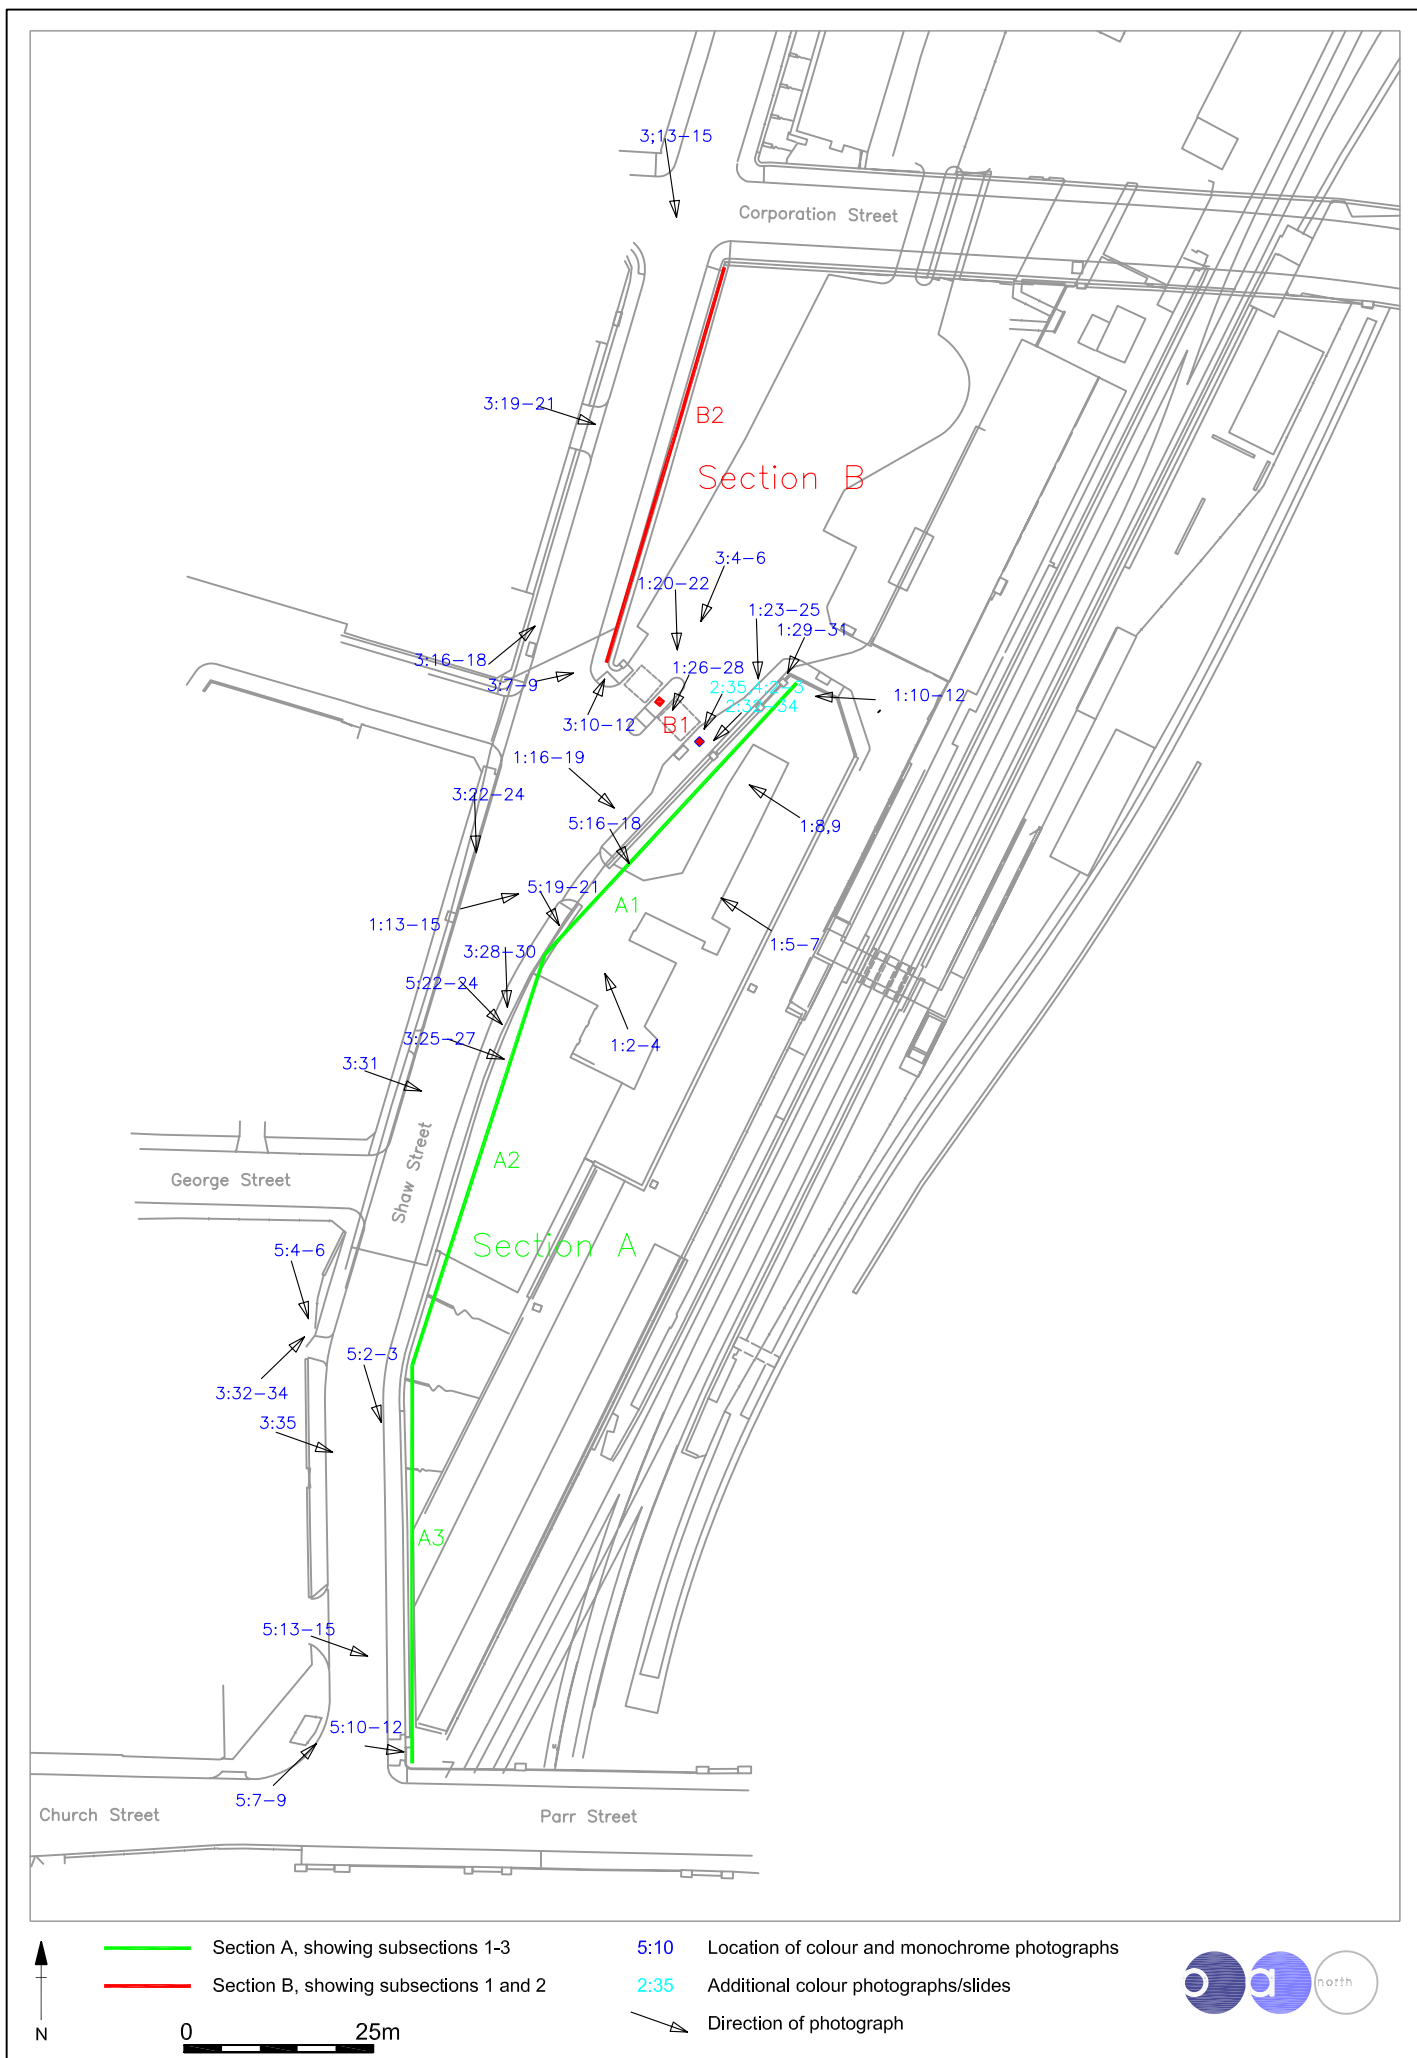 3;13-15
Corporation Street
3:19-21
B2
Section B
3:4-6
1:20-22
1:23-25
1:29-31
3:16-18
1:26-28
3:7-9
1:10-12
3:10-12
B1
1:16-19
3:22-24
5:16-18
1:8,9
5:19-21
A1
1:13-15
3:28-30
1:5-7
5:22-24
3:25-27
1:2-4
3:31
Shaw Street
A2
George Street
Section A
5:4-6
5:2-3
3:32-34
3:35
A3
5:13-15
5:10-12
5:7-9
Church Street
Parr Street
Section A, showing subsections 1-3
5:10 Location of colour and monochrome photographs
Section B, showing subsections 1 and 2
2:35 Additional colour photographs/slides
Direction of photograph
N
0 25m
oa north